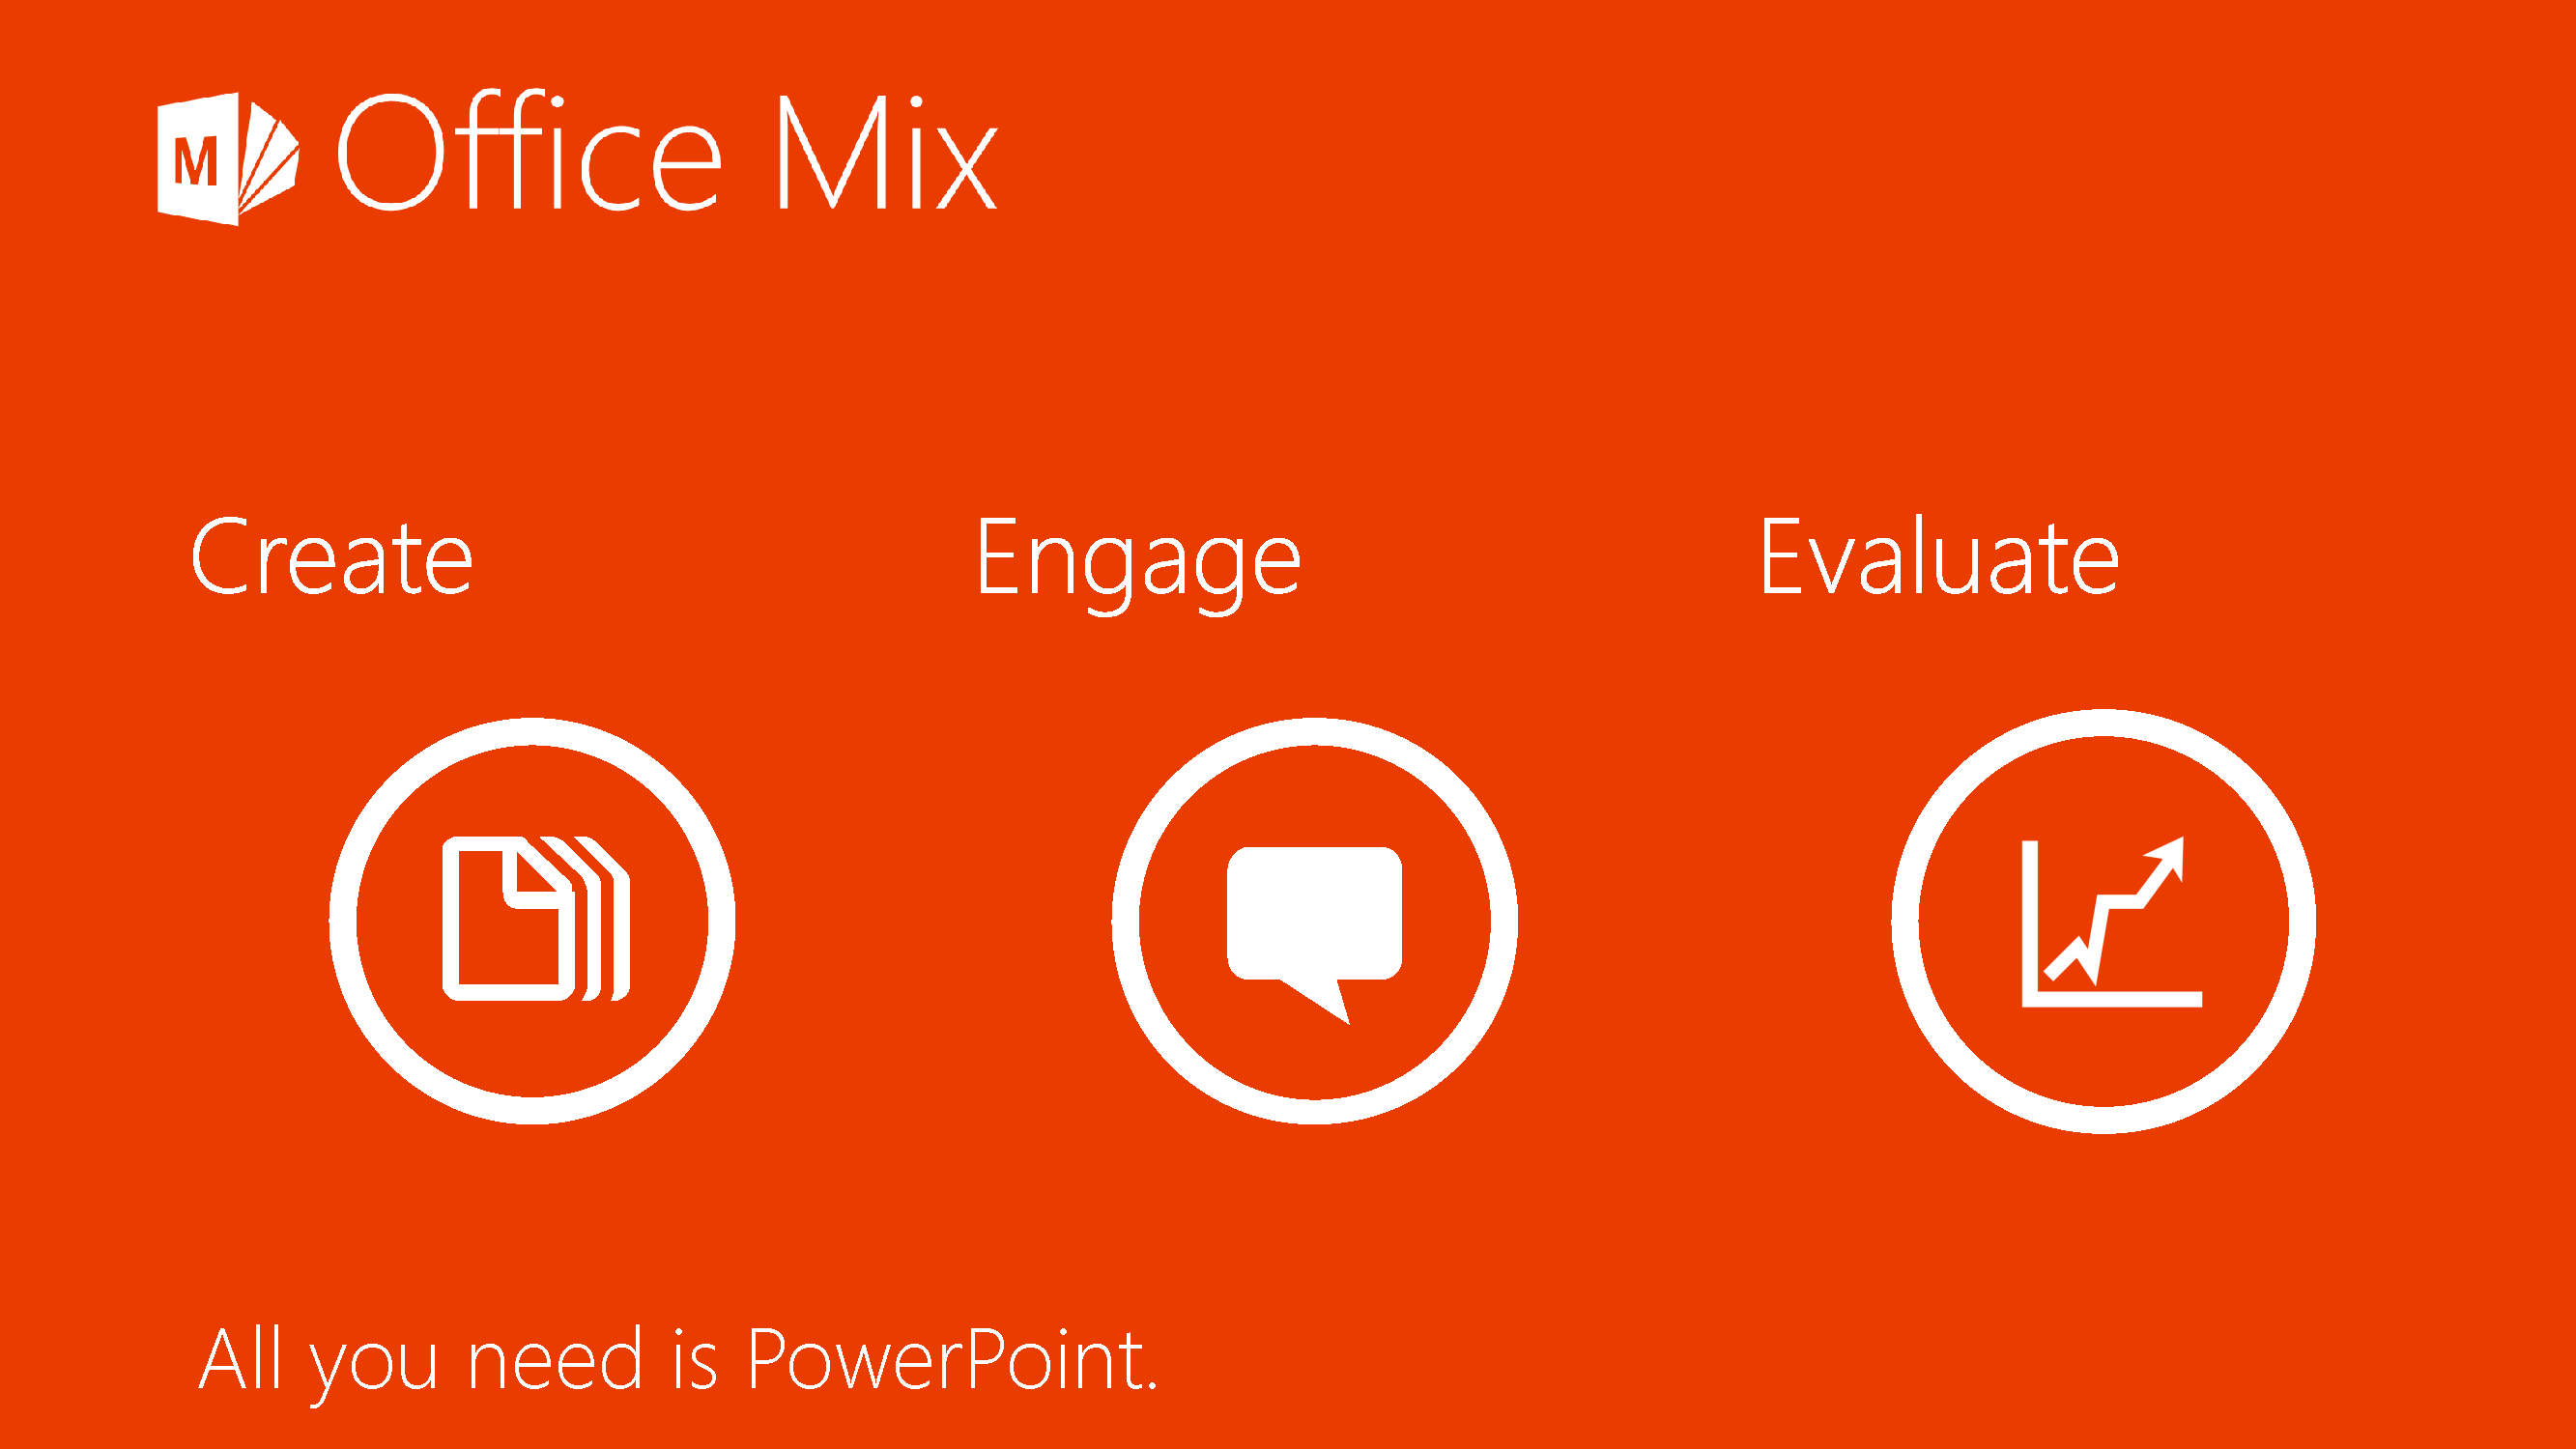 M Office Mix
Create
Engage
Evaluate
All you need is PowerPoint.